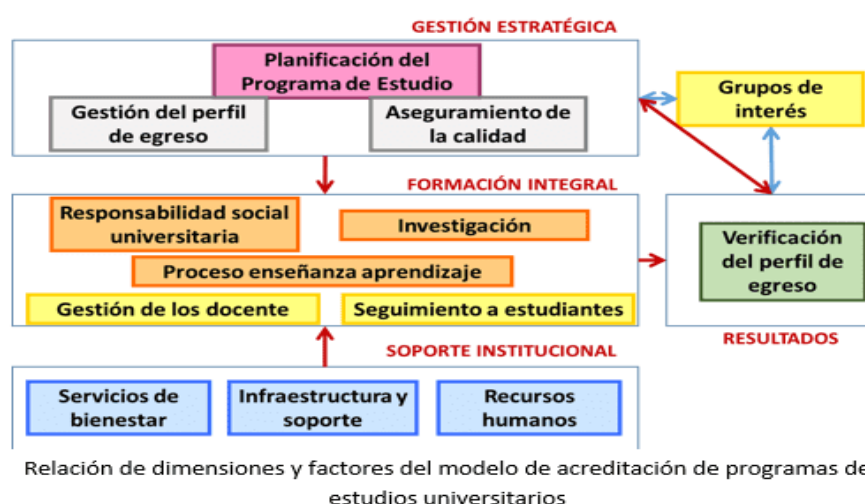 GESTIÓN ESTRATÉGICA
Planificación del
Programa de Estudio
Gestión del perfil
de egreso
Aseguramiento de
la calidad
Grupos de
interés
FORMACIÓN INTEGRAL
Responsabilidad social
universitaria
Investigación
Proceso enseñanza aprendizaje
Gestión de los docente
Seguimiento a estudiantes
Verificación
del perfil de
egreso
RESULTADOS
SOPORTE INSTITUCIONAL
Servicios de
bienestar
Infraestructura y
soporte
Recursos
humanos
Relación de dimensiones y factores del modelo de acreditación de programas de
estudios universitarios